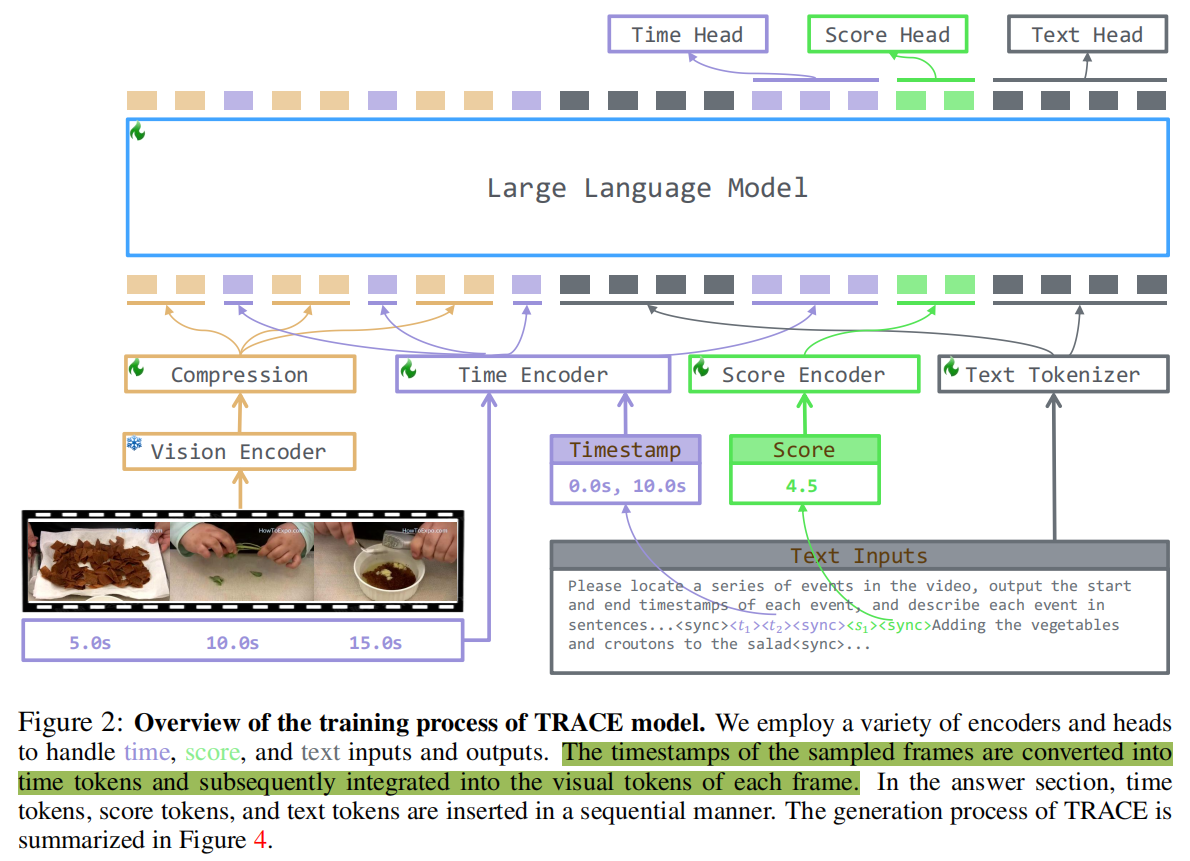 Time Head
Score Head
Text Head
Large Language Model
Compression
Time Encoder
Score Encoder
Text Tokenizer
Vision Encoder
Timestamp
0.0s, 10.0s
Score
4.5
HowToExpo.com
HowToExpo.com
5.0s
10.0s
15.0s
Text Inputs
Please locate a series of events in the video, output the start
and end timestamps of each event, and describe each event in
sentences...<sync><t₁><t₂><sync><s₁><sync>Adding the vegetables
and croutons to the salad<sync>...
Figure 2: Overview of the training process of TRACE model. We employ a variety of encoders and heads
to handle time, score, and text inputs and outputs. The timestamps of the sampled frames are converted into
time tokens and subsequently integrated into the visual tokens of each frame. In the answer section, time
tokens, score tokens, and text tokens are inserted in a sequential manner. The generation process of TRACE is
summarized in Figure 4.